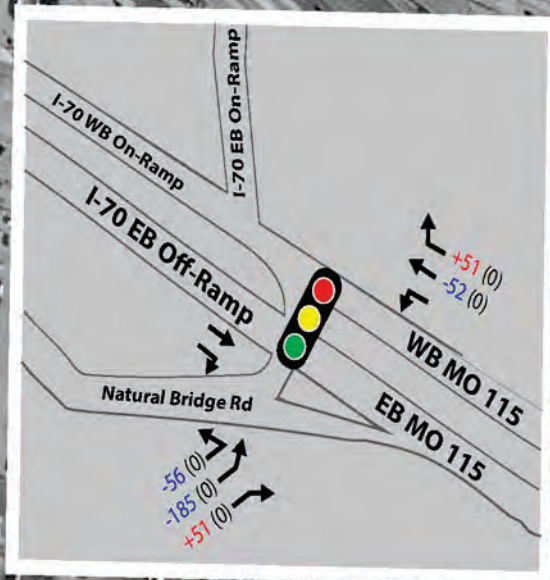 I-70 EB On-Ramp
I-70 WB On-Ramp
I-70 EB Off-Ramp
+51 (0)
-52 (0)
WB MO 115
EB MO 115
Natural Bridge Rd
-56 (0)
-185 (0)
+51 (0)